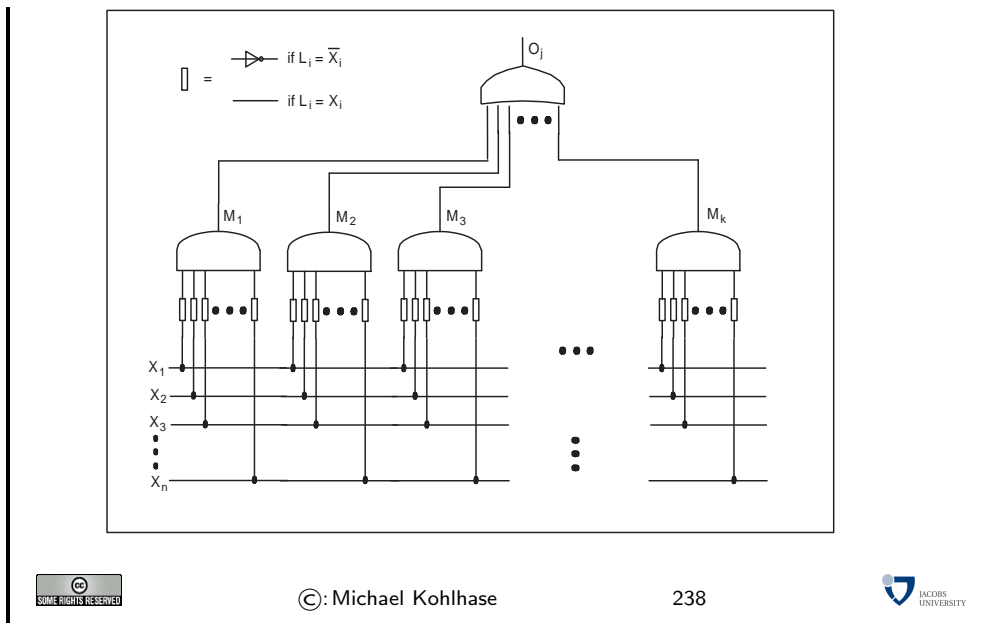 O_j
if L_i = X̅_i
=
if L_i = X_i
M_1
M_2
M_3
M_k
X_1
X_2
X_3
X_n
cc
SOME RIGHTS RESERVED
©: Michael Kohlhase
238
JACOBS
UNIVERSITY